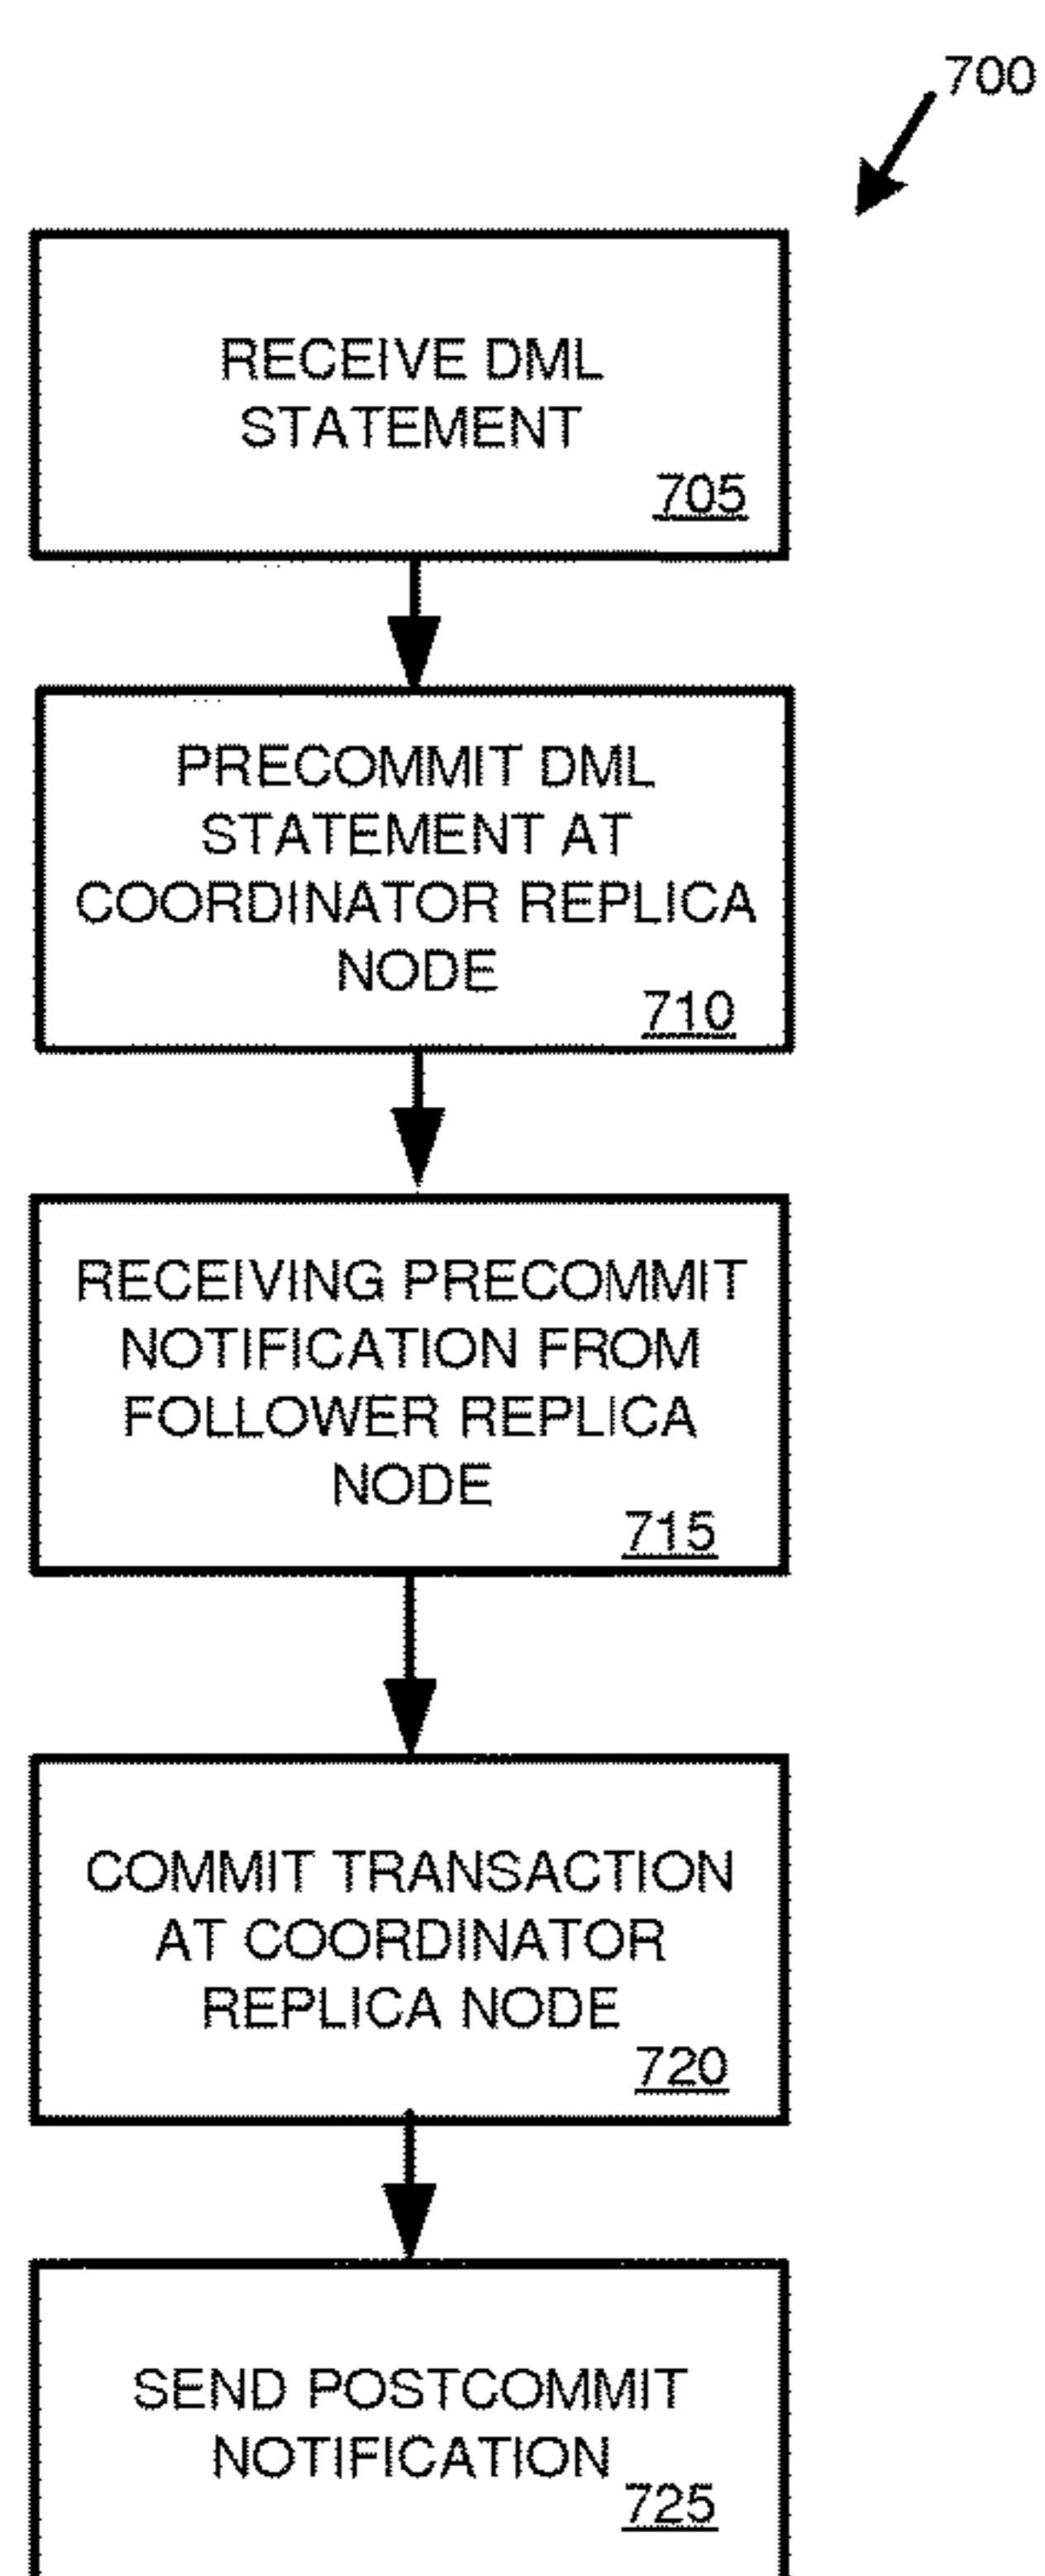 700
RECEIVE DML
STATEMENT
705
PRECOMMIT DML
STATEMENT AT
COORDINATOR REPLICA
NODE
710
RECEIVING PRECOMMIT
NOTIFICATION FROM
FOLLOWER REPLICA
NODE
715
COMMIT TRANSACTION
AT COORDINATOR
REPLICA NODE
720
SEND POSTCOMMIT
NOTIFICATION
725